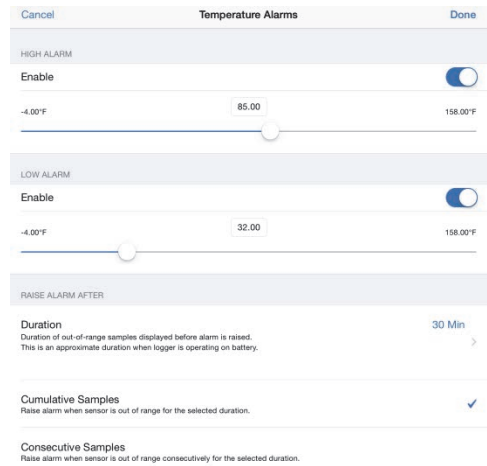 Cancel Temperature Alarms Done
HIGH ALARM
Enable
-4.00°F 85.00 158.00°F
LOW ALARM
Enable
-4.00°F 32.00 158.00°F
RAISE ALARM AFTER
Duration 30 Min
Duration of out-of-range samples displayed before alarm is raised.
This is an approximate duration when logger is operating on battery.
Cumulative Samples
Raise alarm when sensor is out of range for the selected duration.
Consecutive Samples
Raise alarm when sensor is out of range consecutively for the selected duration.